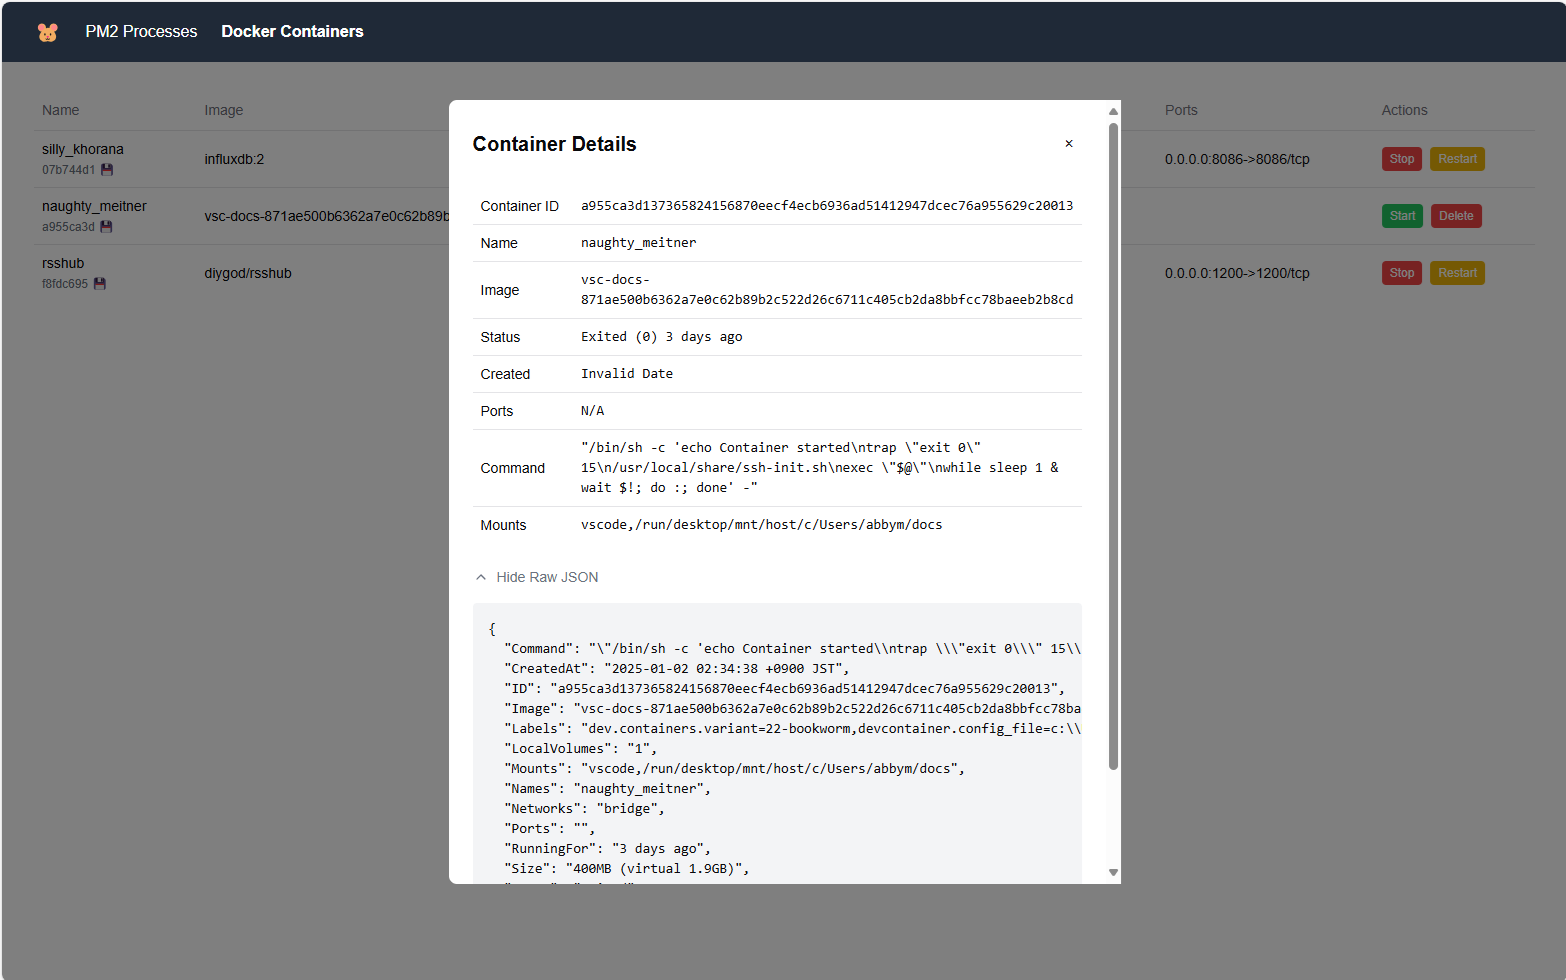 PM2 Processes Docker Containers
Name Image Ports Actions
silly_khorana
07b744d1
influxdb:2
0.0.0.0:8086->8086/tcp
Stop Restart
naughty_meitner
a955ca3d
vsc-docs-871ae500b6362a7e0c62b89b
Start Delete
rsshub
f8fdc695
diygod/rsshub
0.0.0.0:1200->1200/tcp
Stop Restart
Container Details ×
Container ID a955ca3d137365824156870eecf4ecb6936ad51412947dcec76a955629c20013
Name naughty_meitner
Image vsc-docs-
871ae500b6362a7e0c62b89b2c522d26c6711c405cb2da8bbfcc78baeeb2b8cd
Status Exited (0) 3 days ago
Created Invalid Date
Ports N/A
Command "/bin/sh -c 'echo Container started\ntrap \"exit 0\"
15\n/usr/local/share/ssh-init.sh\nexec \"$@\"\nwhile sleep 1 &
wait $!; do :; done' -"
Mounts vscode,/run/desktop/mnt/host/c/Users/abbym/docs
Hide Raw JSON
{
"Command": "\"/bin/sh -c 'echo Container started\\ntrap \\\"exit 0\\\" 15\\
"CreatedAt": "2025-01-02 02:34:38 +0900 JST",
"ID": "a955ca3d137365824156870eecf4ecb6936ad51412947dcec76a955629c20013",
"Image": "vsc-docs-871ae500b6362a7e0c62b89b2c522d26c6711c405cb2da8bbfcc78ba
"Labels": "dev.containers.variant=22-bookworm,devcontainer.config_file=c:\\
"LocalVolumes": "1",
"Mounts": "vscode,/run/desktop/mnt/host/c/Users/abbym/docs",
"Names": "naughty_meitner",
"Networks": "bridge",
"Ports": "",
"RunningFor": "3 days ago",
"Size": "400MB (virtual 1.9GB)",